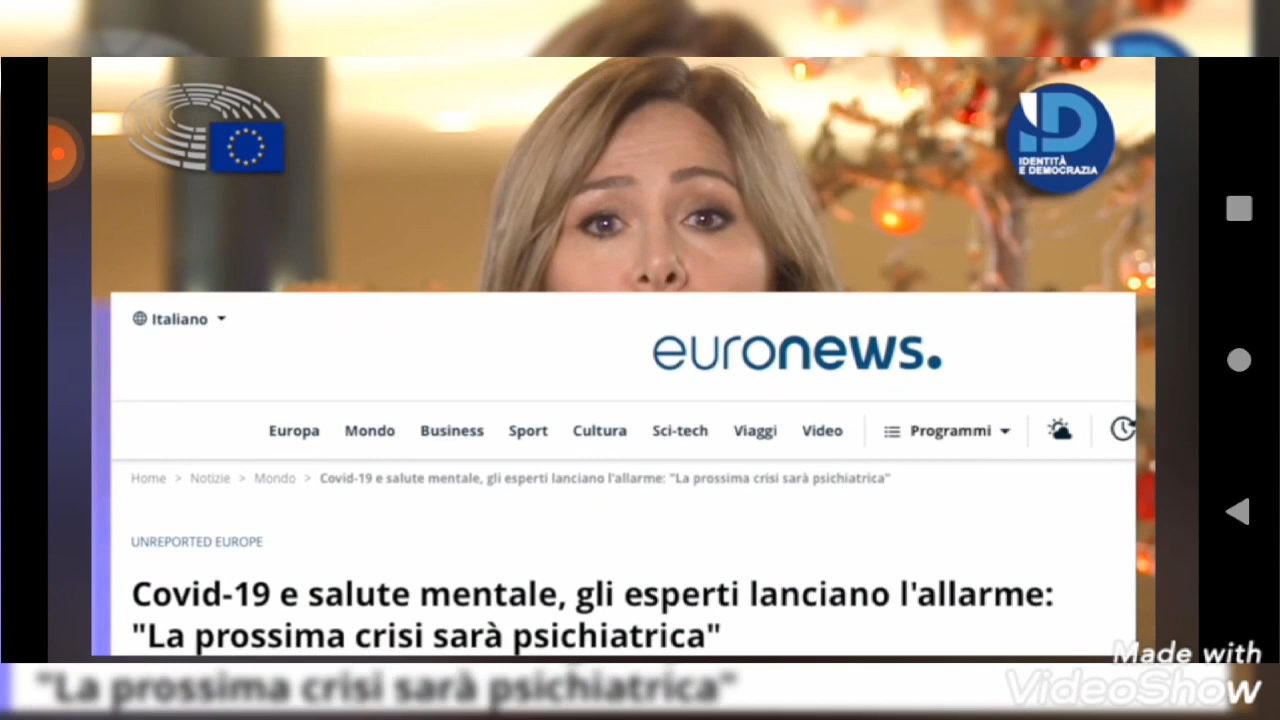 ID
IDENTITÀ
E DEMOCRAZIA
Italiano
euronews.
Europa Mondo Business Sport Cultura Sci-tech Viaggi Video Programmi
Home > Notizie > Mondo > Covid-19 e salute mentale, gli esperti lanciano l'allarme: "La prossima crisi sarà psichiatrica"
UNREPORTED EUROPE
Covid-19 e salute mentale, gli esperti lanciano l'allarme:
"La prossima crisi sarà psichiatrica"
Made with
VideoShow
"La prossima crisi sarà psichiatrica"